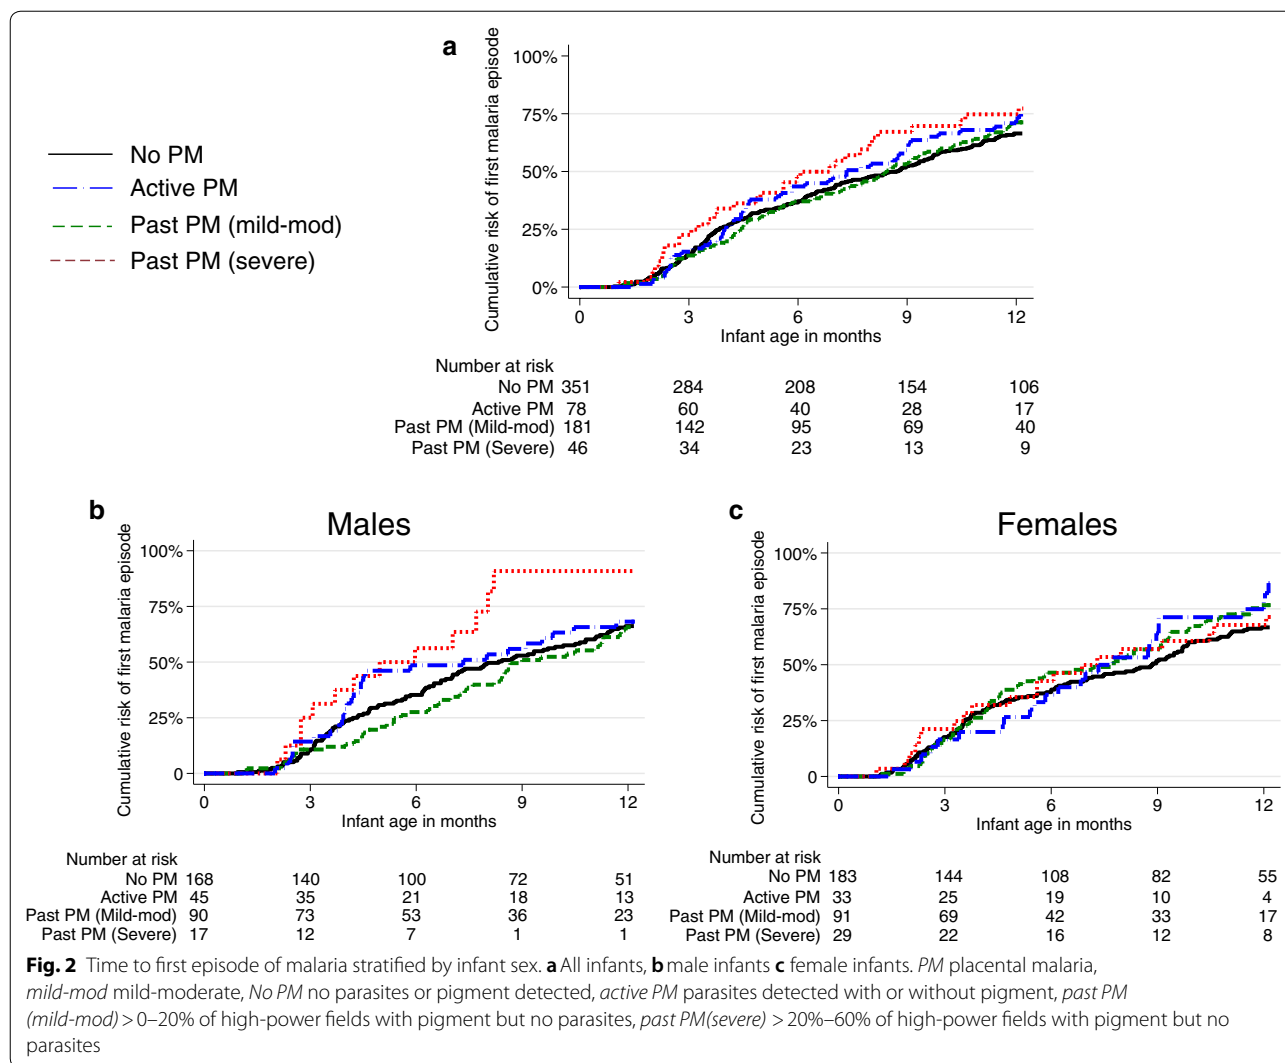 a
No PM
Active PM
Past PM (mild-mod)
Past PM (severe)
Cumulative risk of first malaria episode
100%
75%
50%
25%
0%
0 3 6 9 12
Infant age in months
Number at risk
No PM 351 284 208 154 106
Active PM 78 60 40 28 17
Past PM (Mild-mod) 181 142 95 69 40
Past PM (Severe) 46 34 23 13 9
b
Males
Cumulative risk of first malaria episode
100%
75%
50%
25%
0
0 3 6 9 12
Infant age in months
Number at risk
No PM 168 140 100 72 51
Active PM 45 35 21 18 13
Past PM (Mild-mod) 90 73 53 36 23
Past PM (Severe) 17 12 7 1 1
c
Females
Cumulative risk of first malaria episode
100%
75%
50%
25%
0
0 3 6 9 12
Infant age in months
Number at risk
No PM 183 144 108 82 55
Active PM 33 25 19 10 4
Past PM (Mild-mod) 91 69 42 33 17
Past PM (Severe) 29 22 16 12 8
Fig. 2 Time to first episode of malaria stratified by infant sex. a All infants, b male infants c female infants. PM placental malaria,
mild-mod mild-moderate, No PM no parasites or pigment detected, active PM parasites detected with or without pigment, past PM
(mild-mod) > 0–20% of high-power fields with pigment but no parasites, past PM(severe) > 20%–60% of high-power fields with pigment but no
parasites